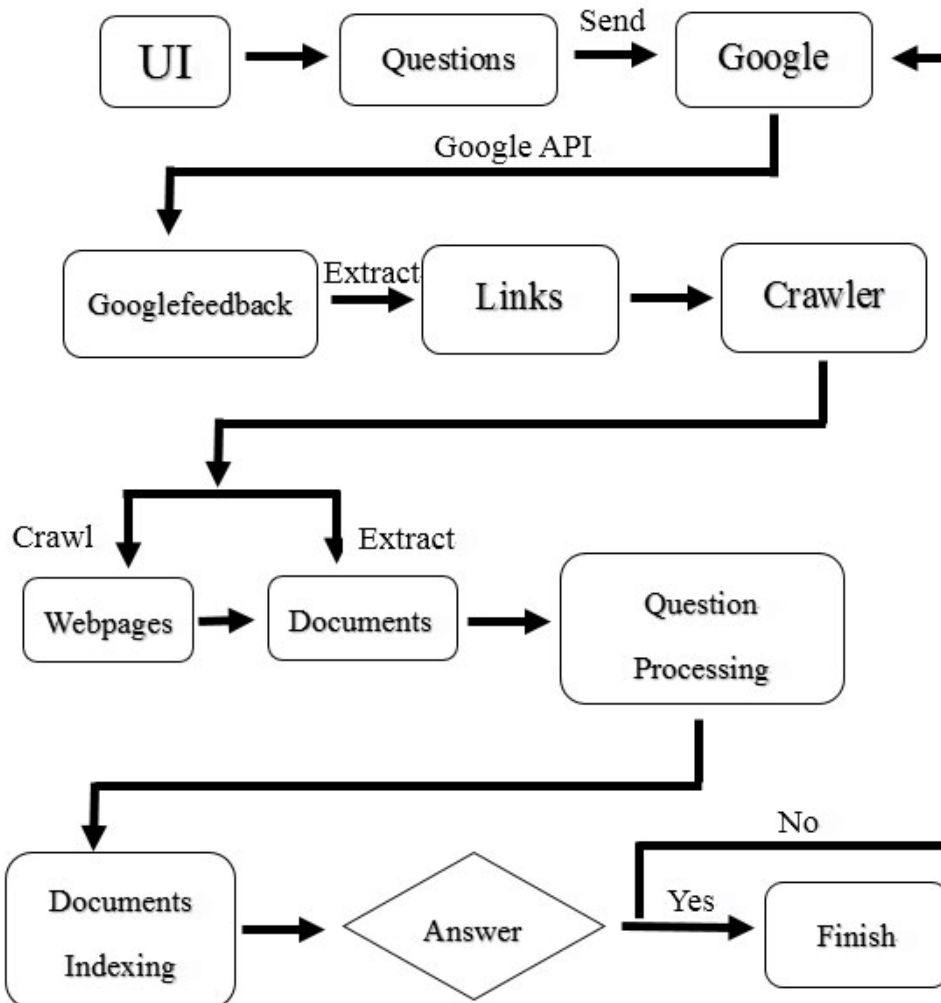 Send
UI
Questions
Google
Google API
Googlefeedback
Extract
Links
Crawler
Crawl
Extract
Webpages
Documents
Question
Processing
No
Documents
Indexing
Answer
Yes
Finish